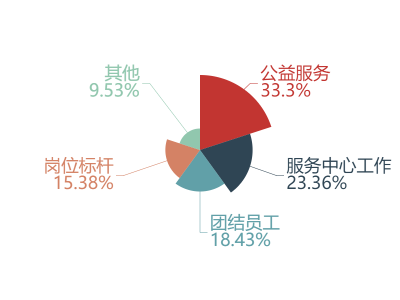 其他
9.53%
公益服务
33.3%
岗位标杆
15.38%
服务中心工作
23.36%
团结员工
18.43%